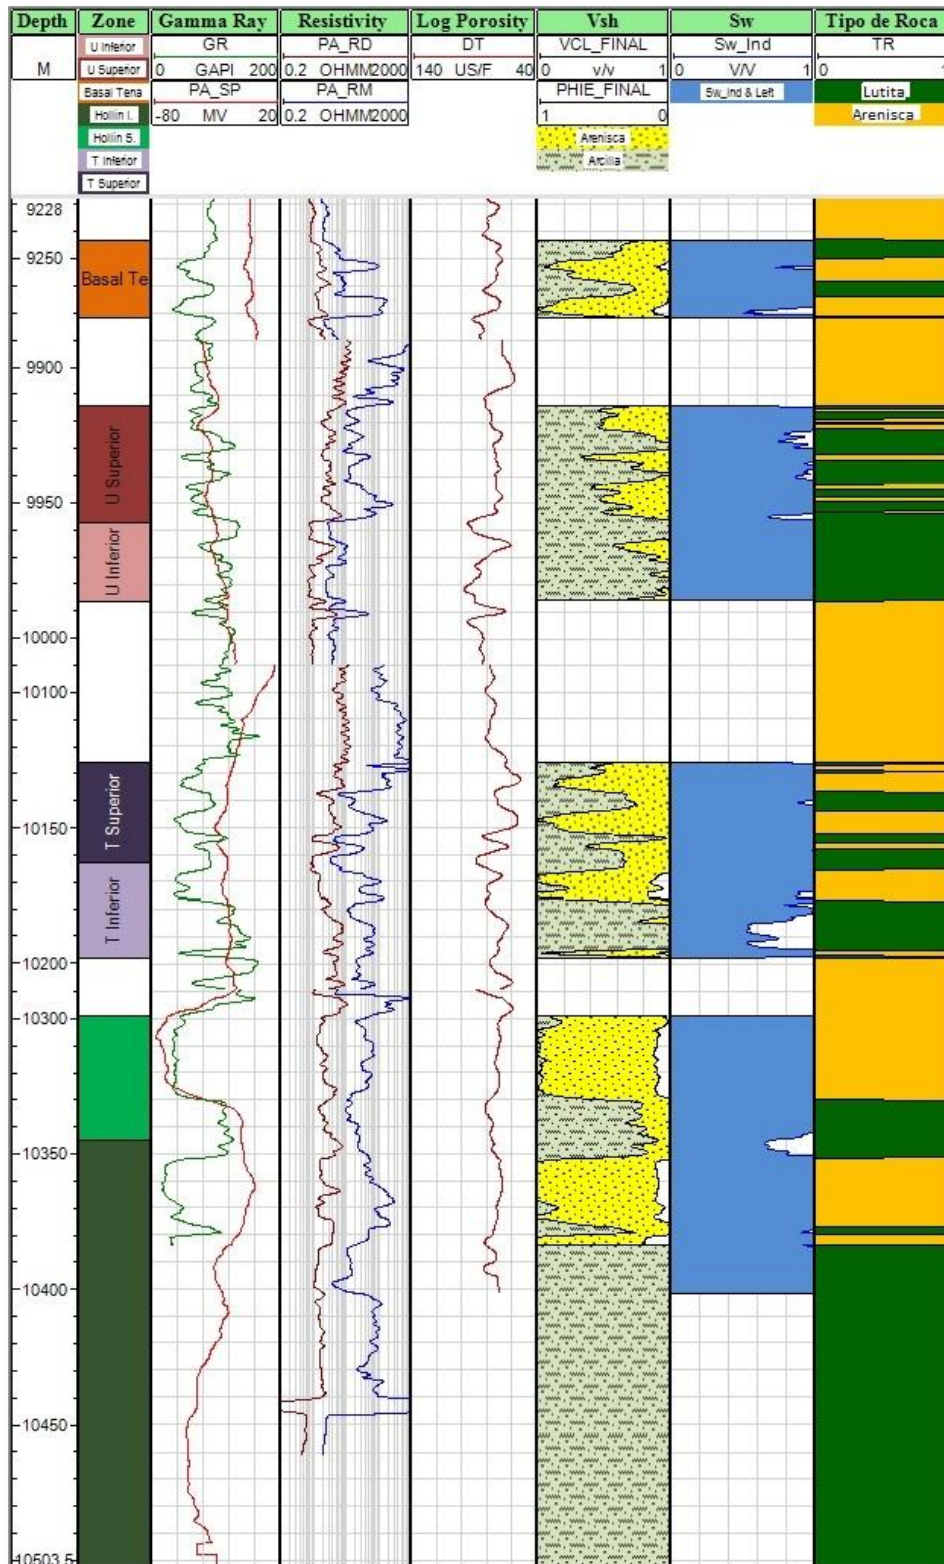 Depth Zone Gamma Ray Resistivity Log Porosity Vsh Sw Tipo de Roca
M U Inferior GR PA_RD DT VCL_FINAL Sw_Ind TR
U Superior 0 GAPI 200 0.2 OHMM 2000 140 US/F 40 0 v/v 1 0 V/V 1 0 1
Basal Tena PA_SP PA_RM PHIE_FINAL Sw_Ind & Left Lutita
Hollin I. -80 MV 20 0.2 OHMM 2000 1 0 Arenisca
Hollin S. Arenisca
T Inferior Arcilla
T Superior
9228
9250
Basal Te
9900
U Superior
9950
U Inferior
10000
10100
T Superior
10150
T Inferior
10200
10300
10350
10400
10450
10503.5